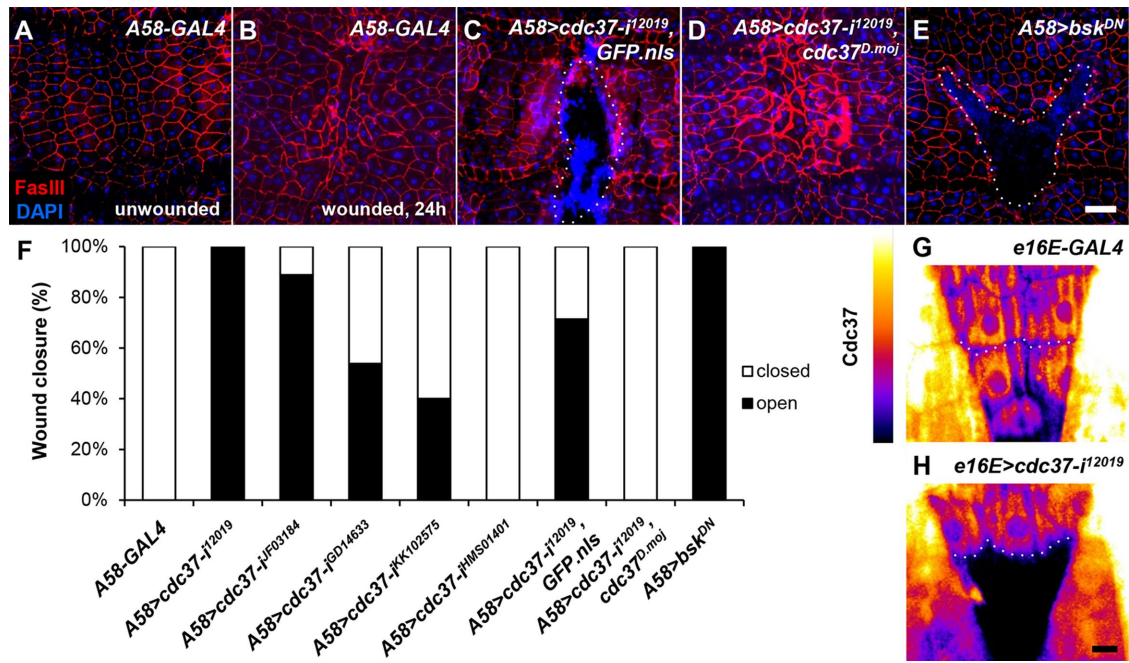 A
A58-GAL4
FasIII
DAPI
unwounded
B
A58-GAL4
wounded, 24h
C
A58>cdc37-i12019,
GFP.nls
D
A58>cdc37-i12019,
cdc37D.moj
E
A58>bskDN
F
100%
80%
60%
40%
20%
0%
Wound closure (%)
A58-GAL4
A58>cdc37-i12019
A58>cdc37-iJF03184
A58>cdc37-iGD14633
A58>cdc37-iKK102575
A58>cdc37-iHMS01401
A58>cdc37-i12019,
GFP.nls
A58>cdc37-i12019,
cdc37D.moj
A58>bskDN
closed
open
Cdc37
G
e16E-GAL4
H
e16E>cdc37-i12019